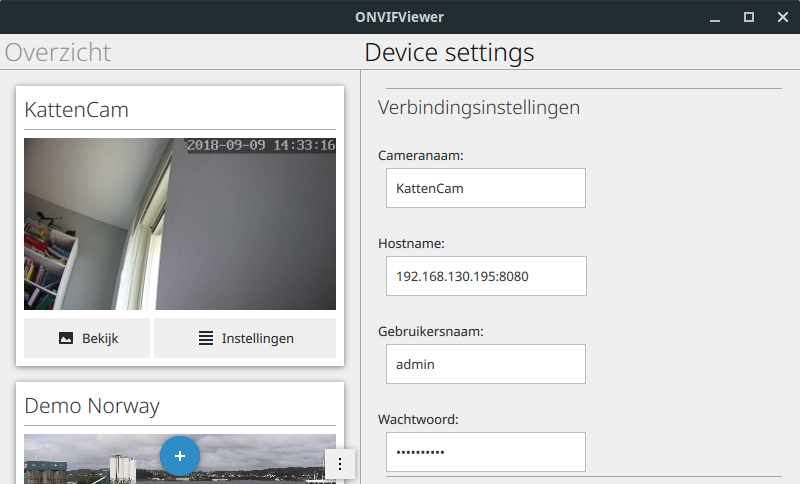 ONVIFViewer
Overzicht
Device settings
KattenCam
2018-09-09 14:33:16
Bekijk
Instellingen
Demo Norway
Verbindingsinstellingen
Cameranaam:
KattenCam
Hostname:
192.168.130.195:8080
Gebruikersnaam:
admin
Wachtwoord:
••••••••••